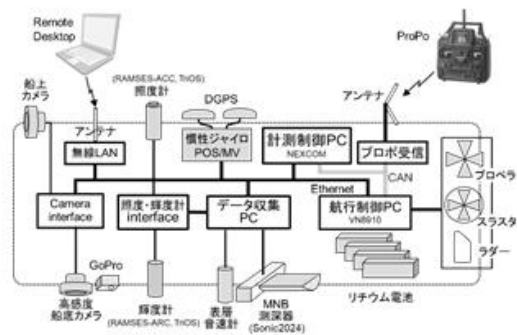 Remote
Desktop
ProPo
船上
カメラ
(RAMSES-ACC, TriOS)
照度計
DGPS
アンテナ
アンテナ
無線LAN
慣性ジャイロ
POS/MV
計測制御PC
NEXCOM
プロポ受信
CAN
Ethernet
プロペラ
Camera
interface
照度・輝度計
interface
データ収集
PC
航行制御PC
VN8910
スラスタ
ラダー
GoPro
高感度
船底カメラ
輝度計
(RAMSES-ARC, TriOS)
表層
音速計
MNB
測深器
(Sonic2024)
リチウム電池